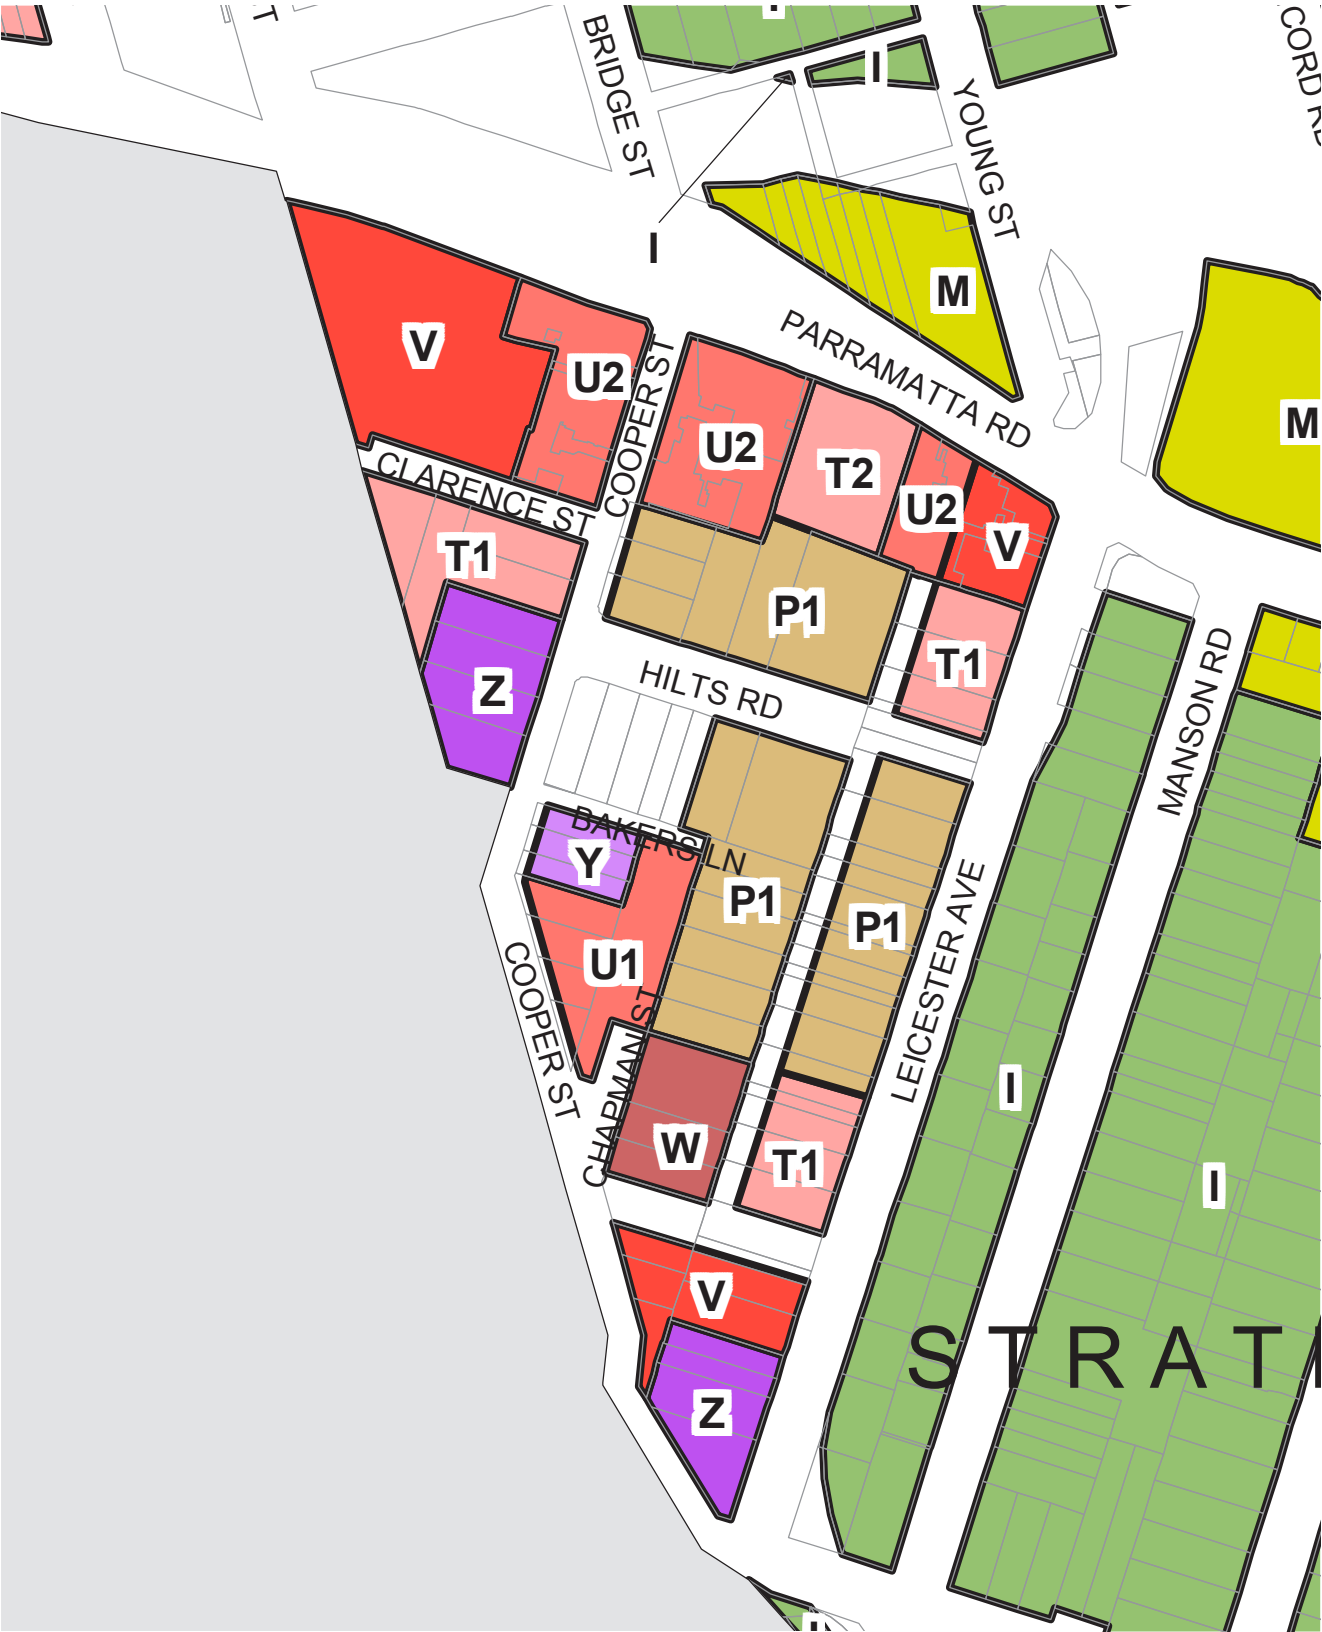 BRIDGE ST
I
YOUNG ST
I
M
PARRAMATTA RD
V
U2
COOPER ST
U2
T2
U2
V
M
CLARENCE ST
T1
P1
T1
Z
HILTS RD
MANSON RD
BAKERS LN
Y
P1
P1
LEICESTER AVE
U1
COOPER ST
CHAPMAN ST
W
T1
I
I
V
Z
STRAT